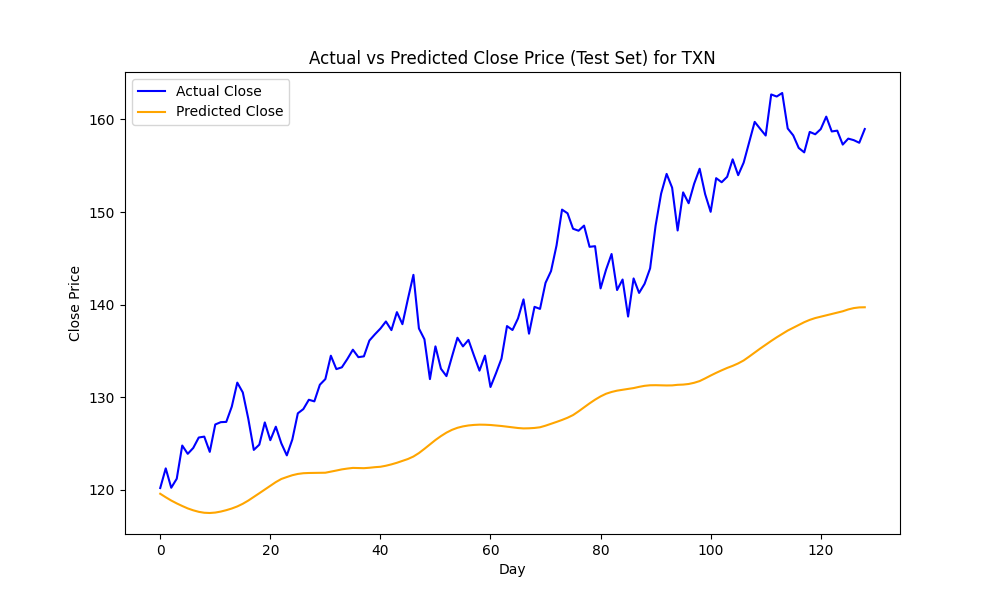 Actual vs Predicted Close Price (Test Set) for TXN
Actual Close
Predicted Close
160
150
140
130
120
Close Price
0 20 40 60 80 100 120
Day